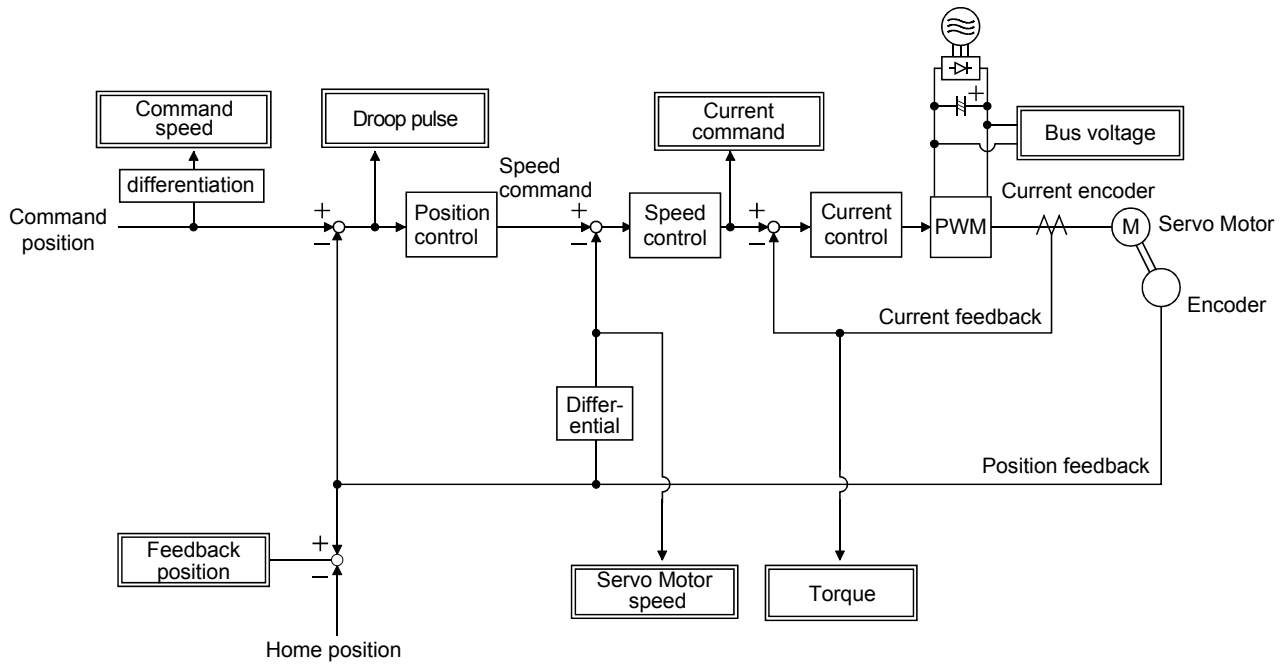 Command
speed
Droop pulse
Current
command
Bus voltage
differentiation
Speed
command
Current encoder
Command
position
+
−
Position
control
+
−
Speed
control
+
−
Current
control
PWM
+
M
Servo Motor
Encoder
Current feedback
Differ-
ential
Position feedback
Feedback
position
+
−
Servo Motor
speed
Torque
Home position